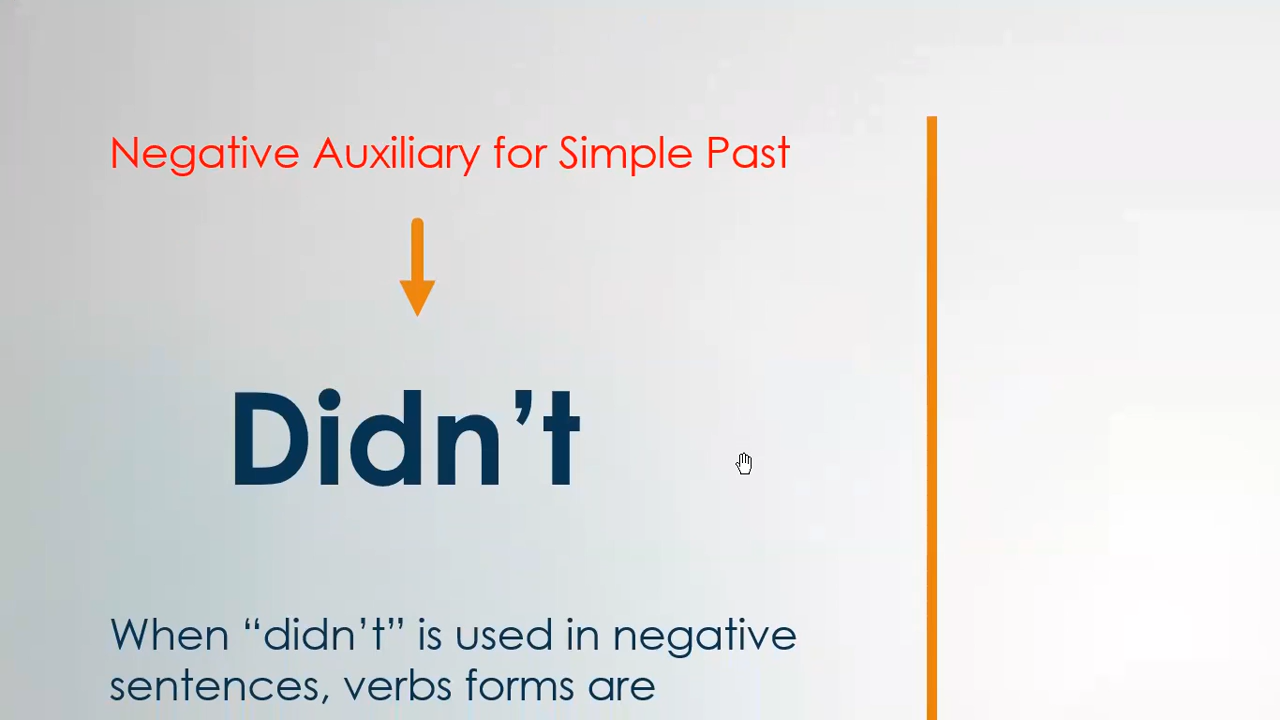 Negative Auxiliary for Simple Past
Didn’t
When “didn’t” is used in negative
sentences, verbs forms are